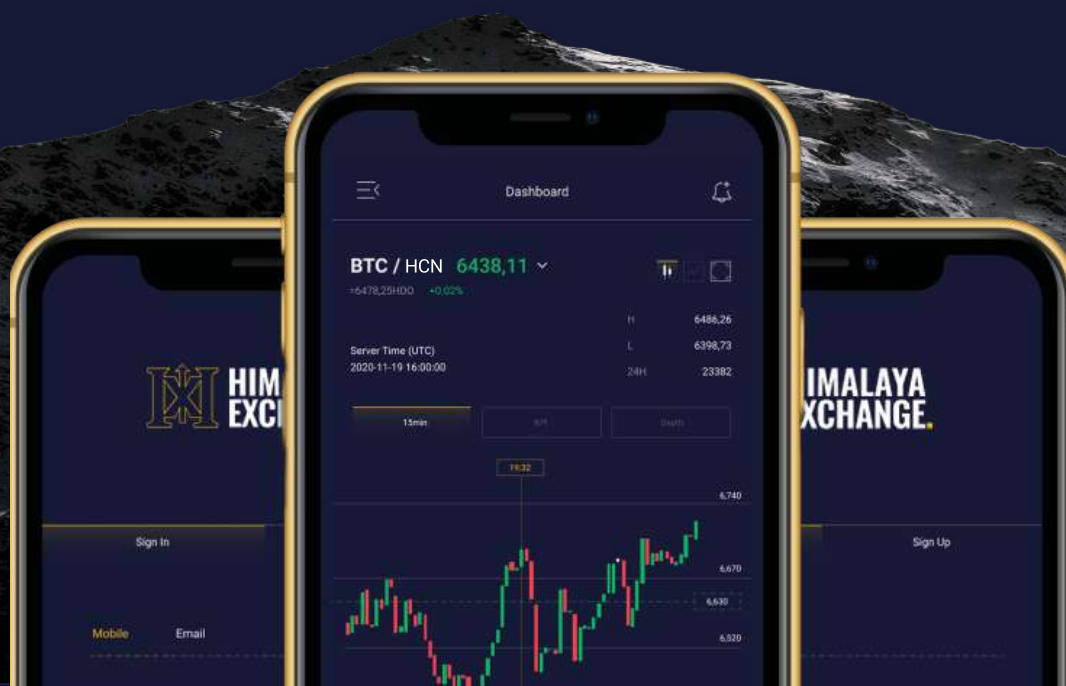 Dashboard
BTC / HCN 6438,11
≈6478,25HDO +0.02%
H 6486,26
L 6398,73
24H 23382
Server Time (UTC)
2020-11-19 16:00:00
15min
Depth
19:32
6,740
6,670
6,630
6,520
HIM
EXC
Sign In
Mobile Email
IMALAYA
XCHANGE.
Sign Up